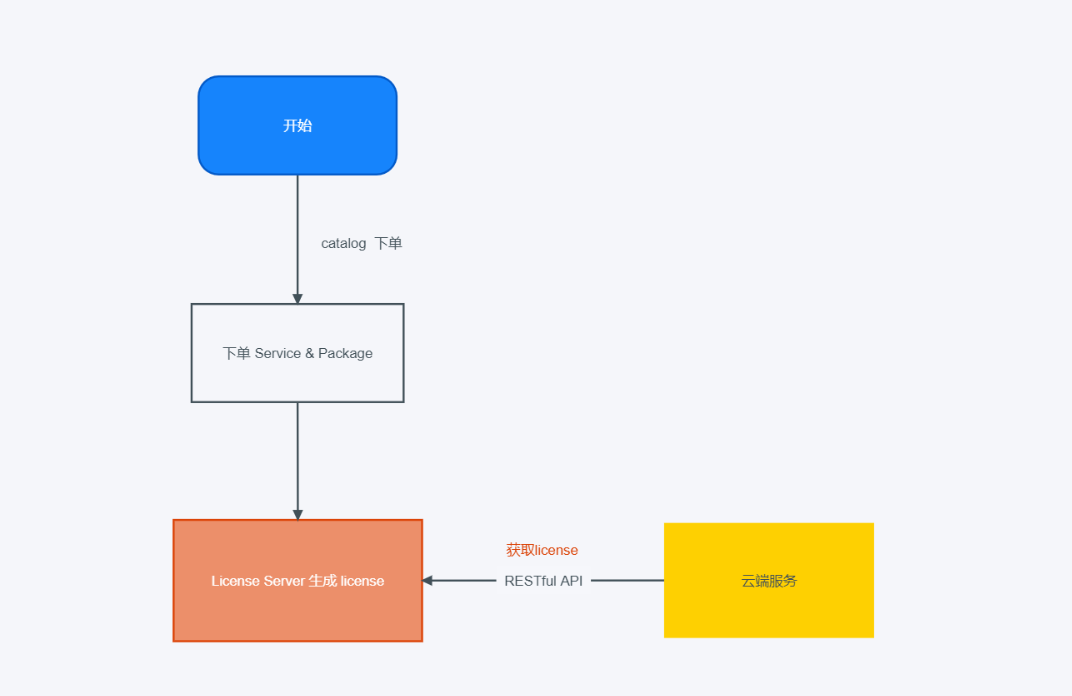 开始
catalog 下单
下单 Service & Package
获取license
License Server 生成 license
RESTful API
云端服务